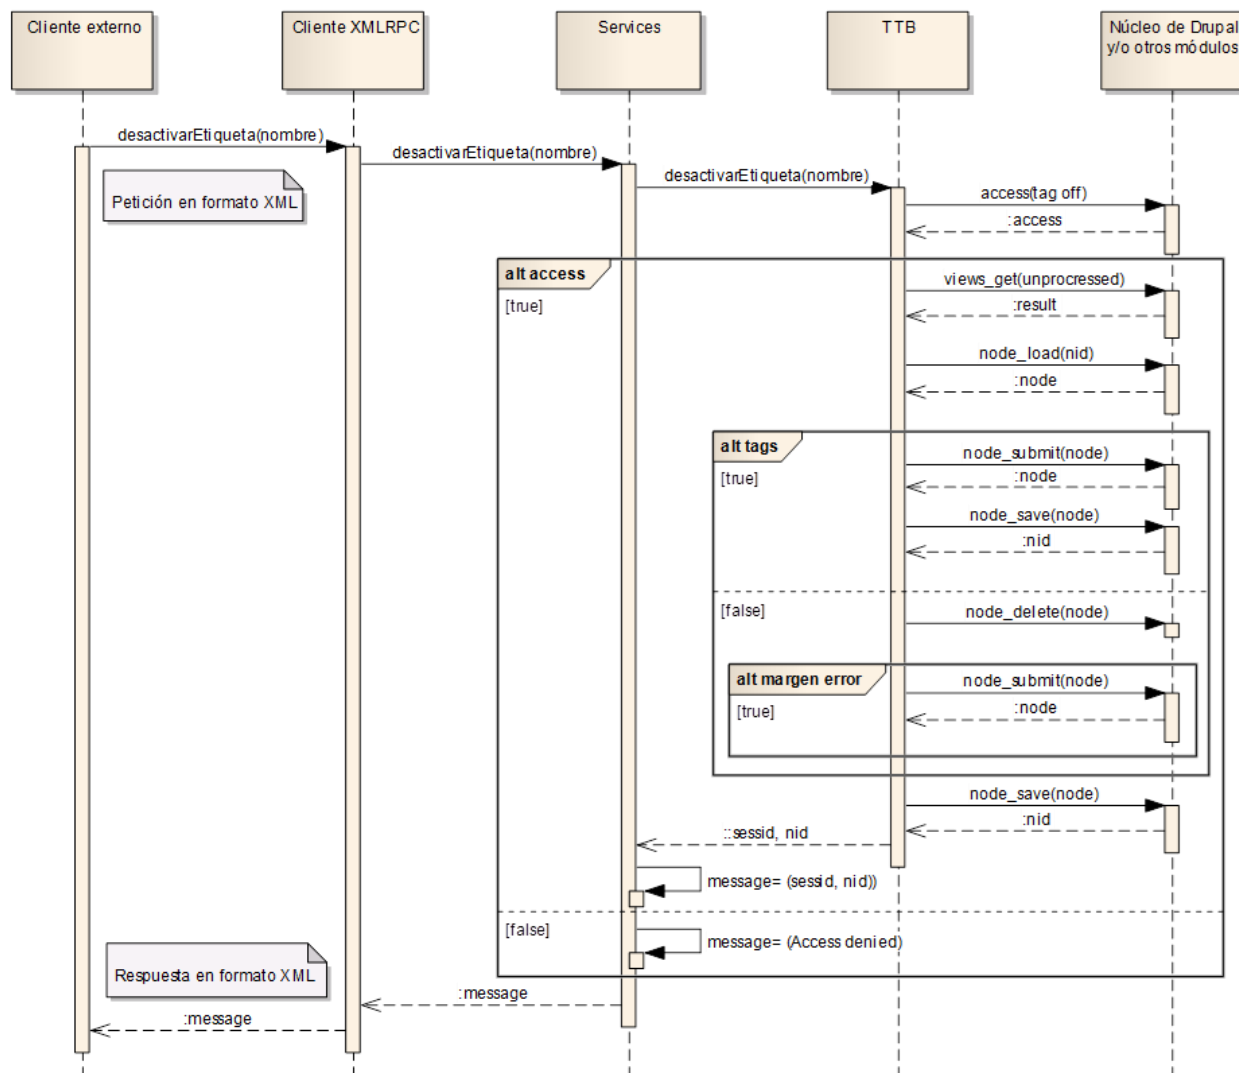 Cliente externo
Cliente XMLRPC
Services
TTB
Núcleo de Drupal
y/o otros módulos
desactivarEtiqueta(nombre)
desactivarEtiqueta(nombre)
desactivarEtiqueta(nombre)
Petición en formato XML
access(tag off)
:access
alt access
[true]
views_get(unprocressed)
:result
node_load(nid)
:node
alt tags
[true]
node_submit(node)
:node
node_save(node)
:nid
[false]
node_delete(node)
alt margen error
[true]
node_submit(node)
:node
node_save(node)
:nid
::sessid, nid
message= (sessid, nid))
[false]
message= (Access denied)
Respuesta en formato XML
:message
:message